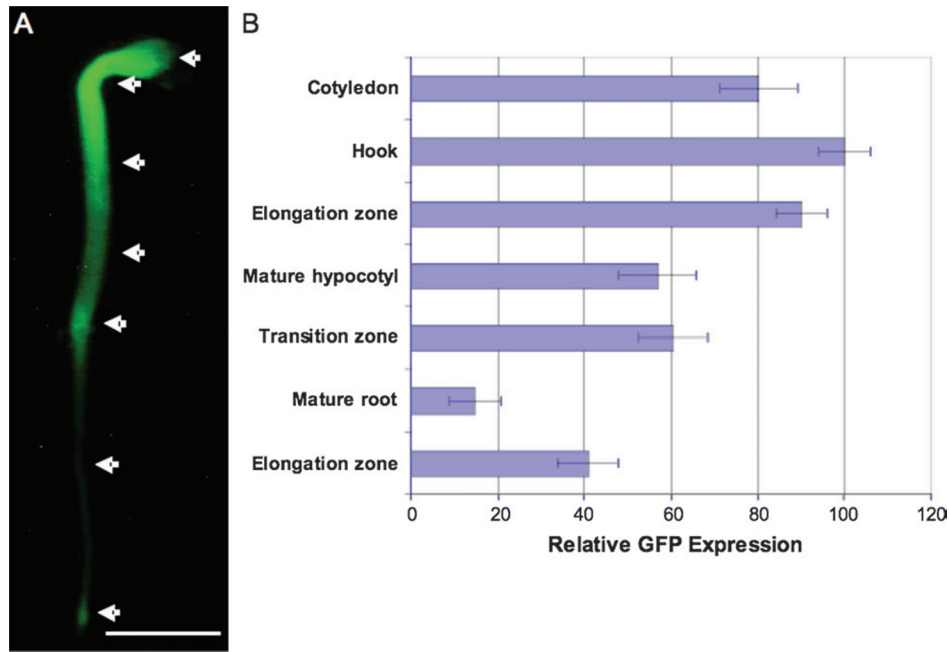 A
B
Cotyledon
Hook
Elongation zone
Mature hypocotyl
Transition zone
Mature root
Elongation zone
0 20 40 60 80 100 120
Relative GFP Expression